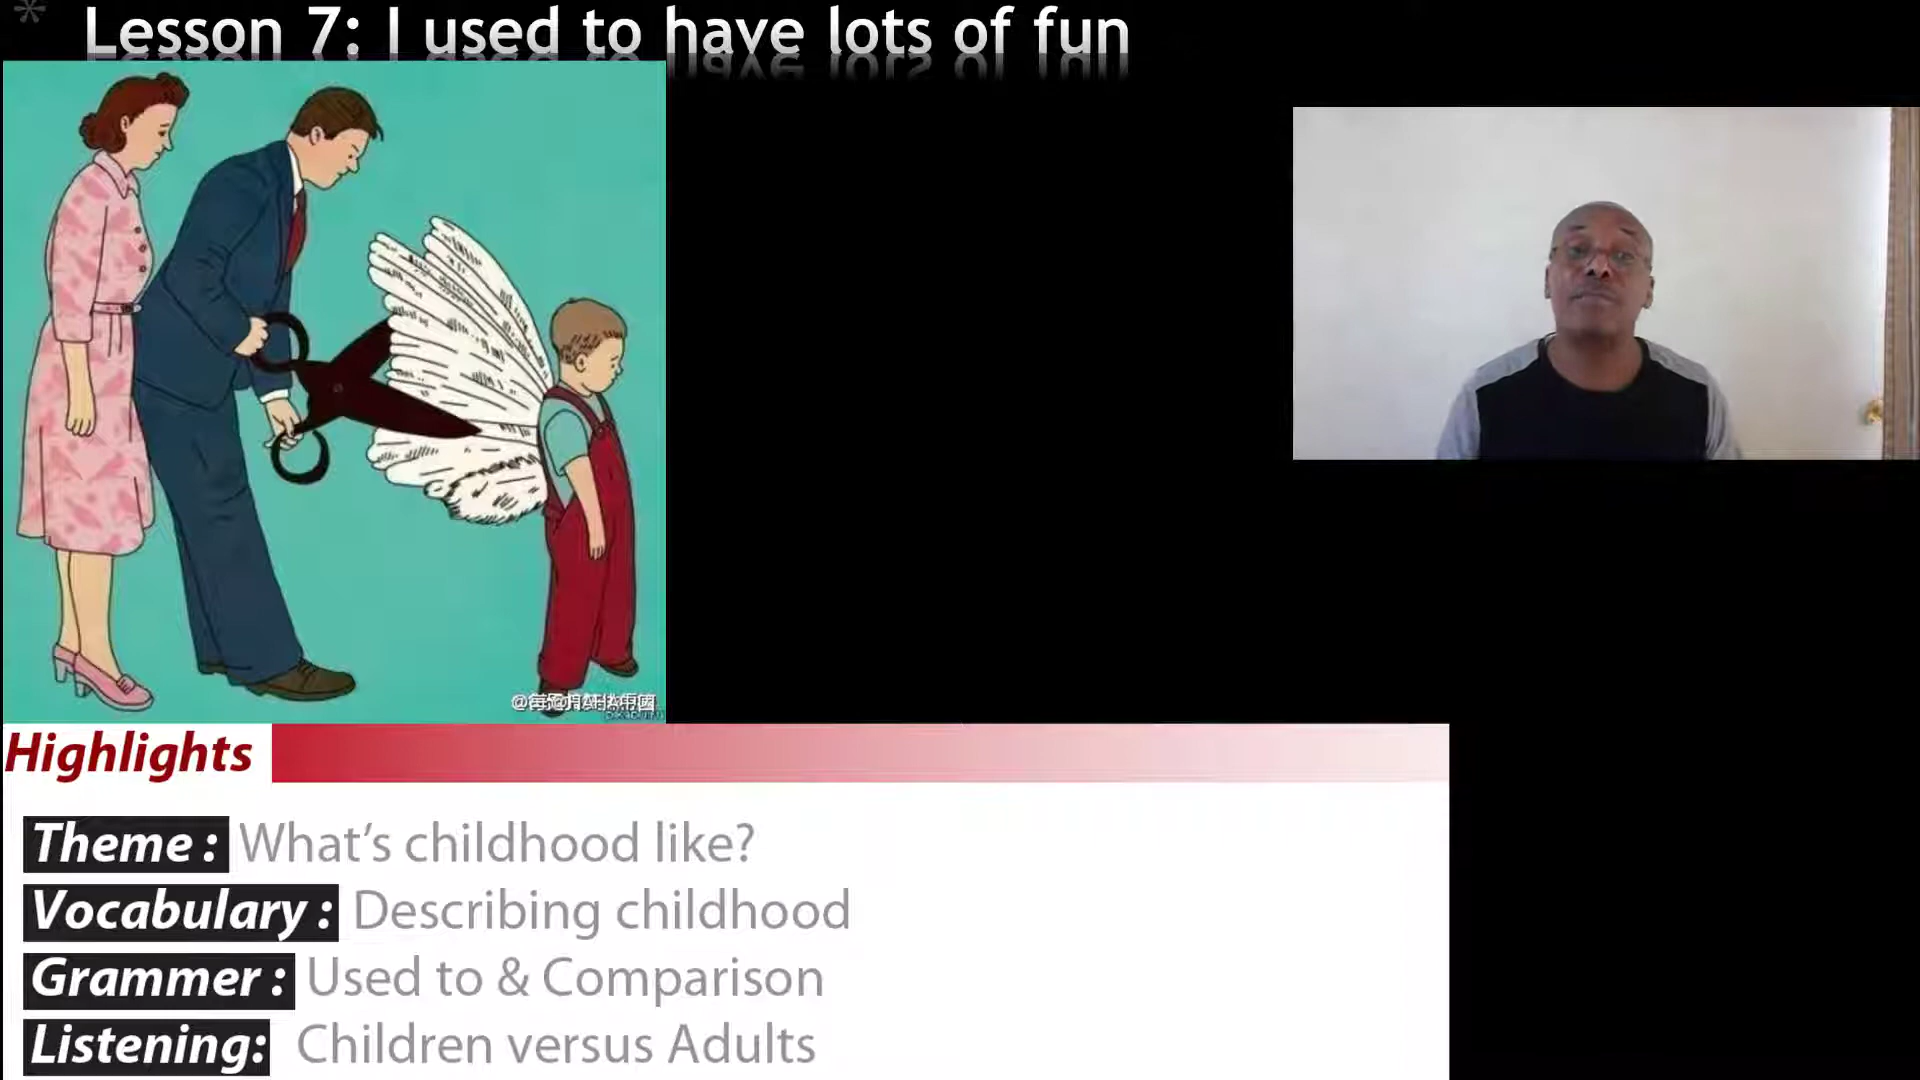 Lesson 7: I used to have lots of fun
Highlights
Theme : What's childhood like?
Vocabulary : Describing childhood
Grammer : Used to & Comparison
Listening: Children versus Adults